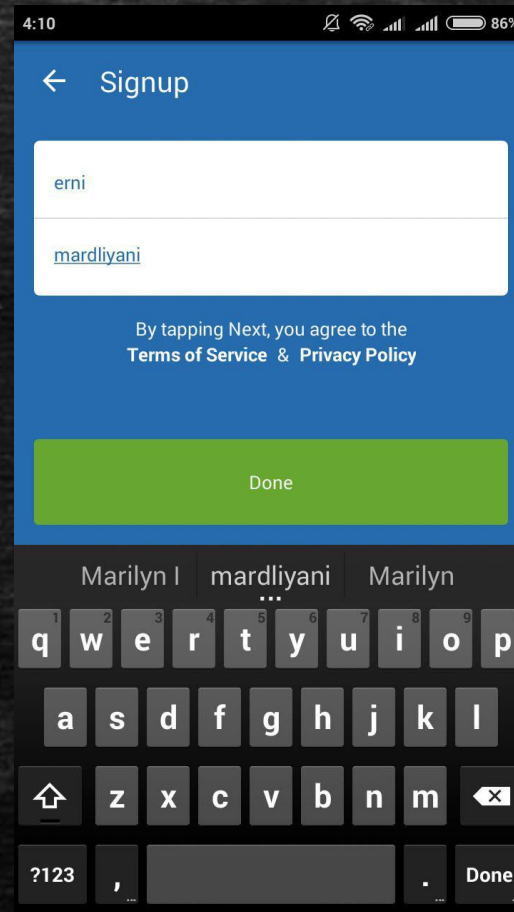 4:10 86%
Signup
erni
mardliyani
By tapping Next, you agree to the
Terms of Service & Privacy Policy
Done
Marilyn I mardliyani Marilyn
1 2 3 4 5 6 7 8 9
q w e r t y u i o p
a s d f g h j k l
z x c v b n m
?123 , . Done